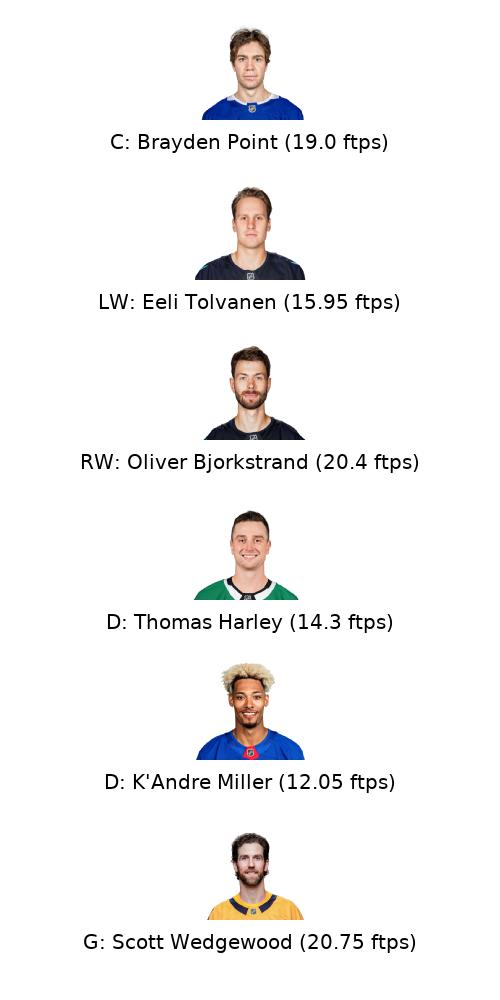 C: Brayden Point (19.0 ftps)
LW: Eeli Tolvanen (15.95 ftps)
RW: Oliver Bjorkstrand (20.4 ftps)
D: Thomas Harley (14.3 ftps)
D: K'Andre Miller (12.05 ftps)
G: Scott Wedgewood (20.75 ftps)